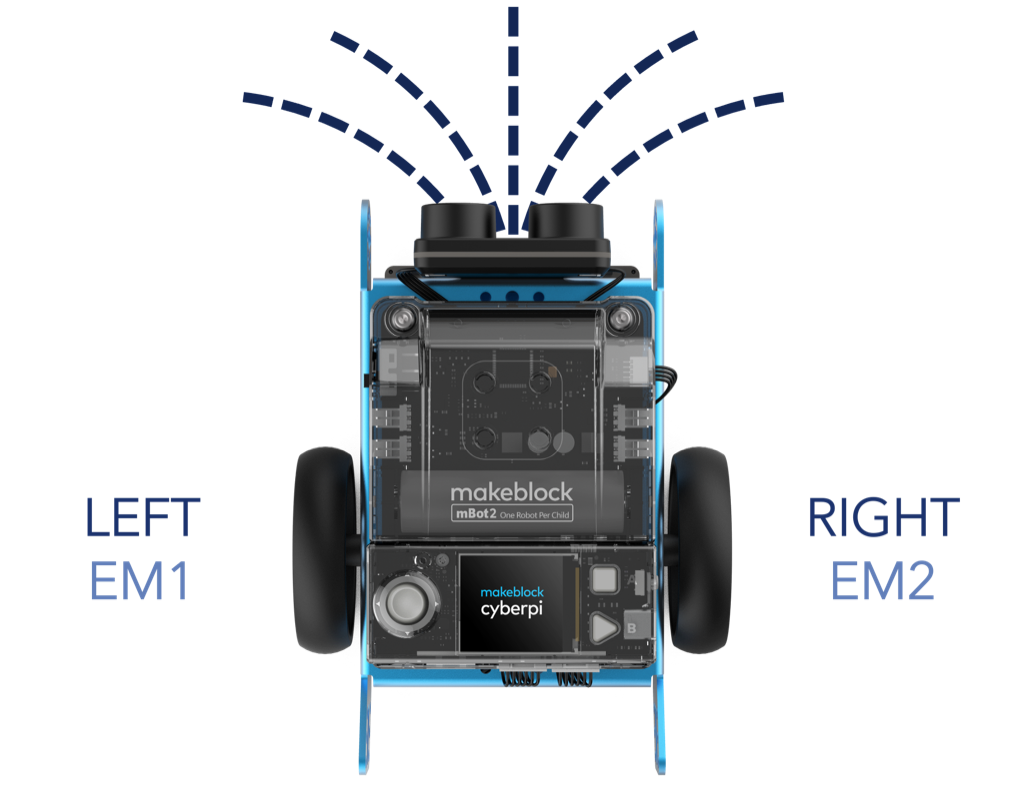 makeblock
mBot2 One Robot Per Child
LEFT
EM1
RIGHT
EM2
makeblock
cyberpi
A
B